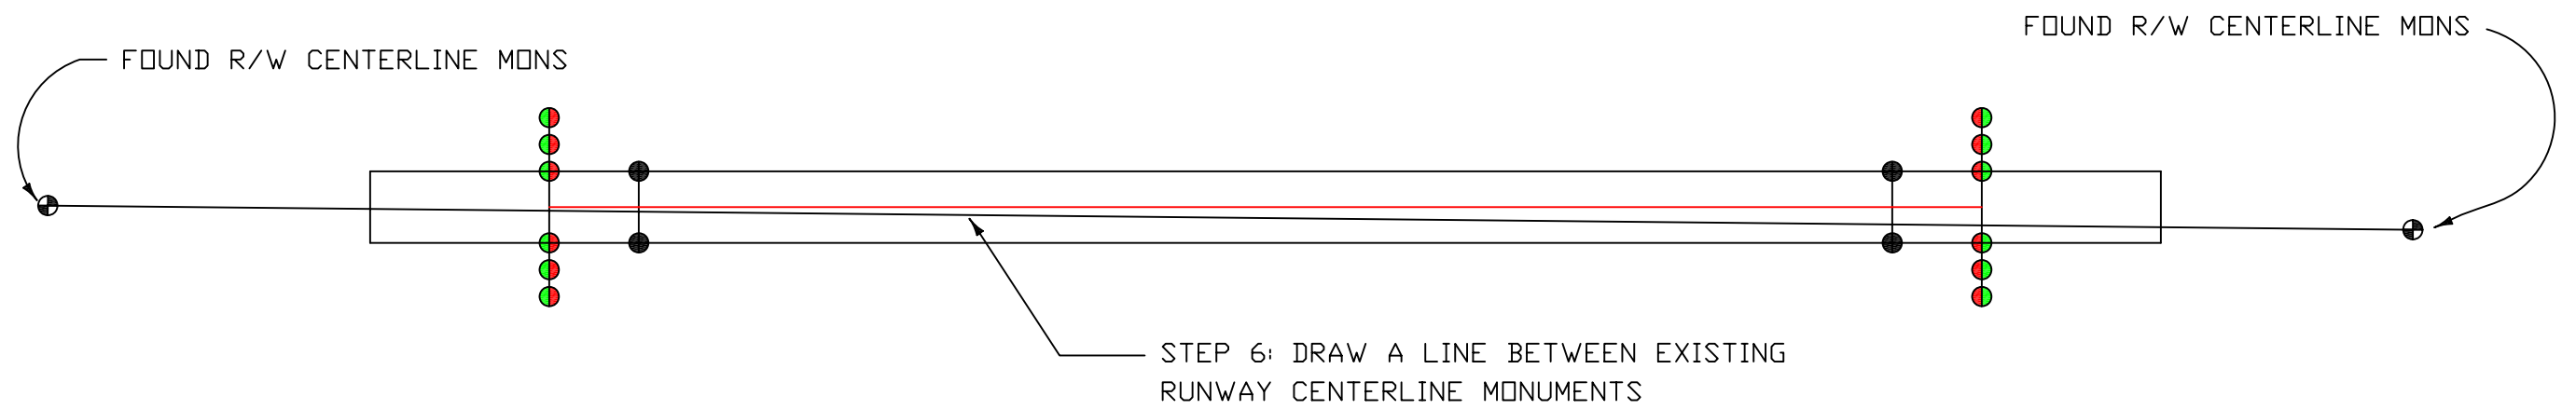 FOUND R/W CENTERLINE MONS
FOUND R/W CENTERLINE MONS
STEP 6: DRAW A LINE BETWEEN EXISTING
RUNWAY CENTERLINE MONUMENTS